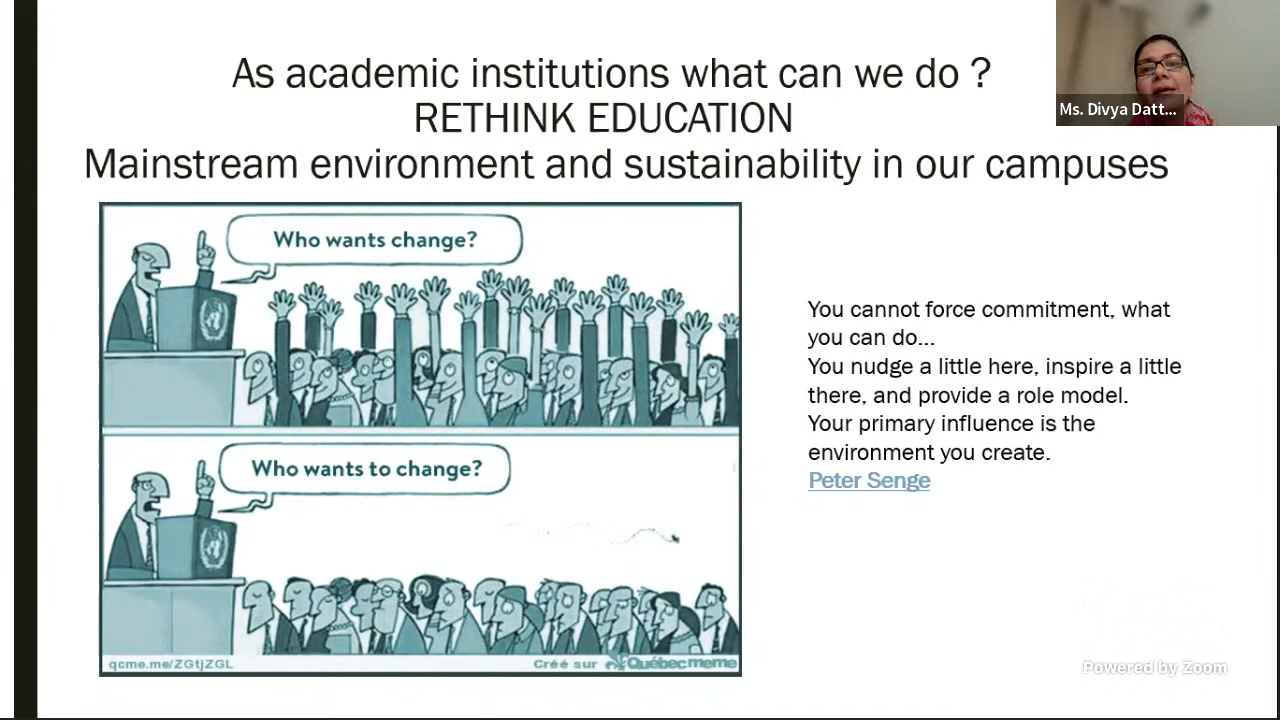 As academic institutions what can we do ?
RETHINK EDUCATION
Mainstream environment and sustainability in our campuses
Ms. Divya Datt...
Who wants change?
Who wants to change?
qcme.me/ZGtjZGL
Créé sur Québecmeme
You cannot force commitment, what
you can do...
You nudge a little here, inspire a little
there, and provide a role model.
Your primary influence is the
environment you create.
Peter Senge
Powered by Zoom